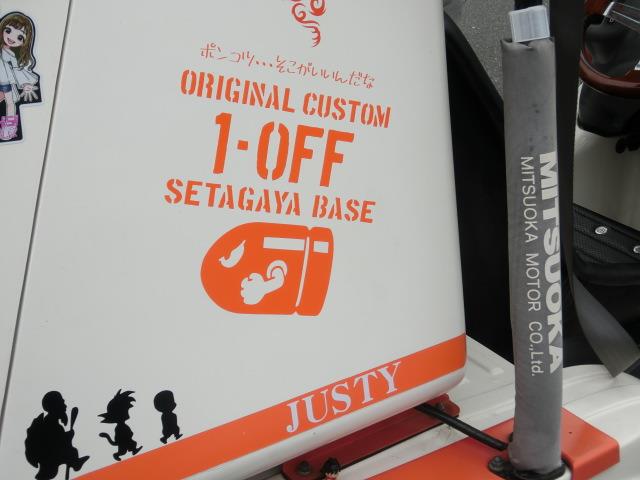 ポンコツ、、、そこがいいんだな
ORIGINAL CUSTOM
1-OFF
SETAGAYA BASE
JUSTY
MITSUOKA
MITSUOKA MOTOR CO.,Ltd.